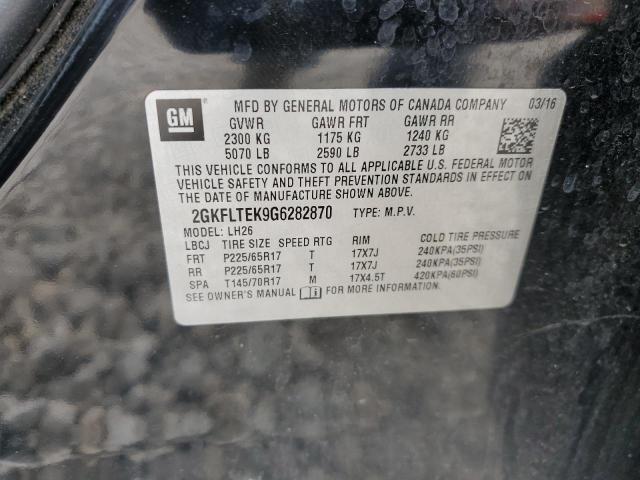 GM
MFD BY GENERAL MOTORS OF CANADA COMPANY 03/16
GVWR GAWR FRT GAWR RR
2300 KG 1175 KG 1240 KG
5070 LB 2590 LB 2733 LB
THIS VEHICLE CONFORMS TO ALL APPLICABLE U.S. FEDERAL MOTOR
VEHICLE SAFETY AND THEFT PREVENTION STANDARDS IN EFFECT ON
THE DATE OF MANUFACTURE SHOWN ABOVE.
2GKFLTEK9G6282870 TYPE: M.P.V.
MODEL: LH26
LBCJ TIRE SIZE SPEED RTG RIM COLD TIRE PRESSURE
FRT P225/65R17 T 17X7J 240KPA(35PSI)
RR P225/65R17 T 17X7J 240KPA(35PSI)
SPA T145/70R17 M 17X4.5T 420KPA(60PSI)
SEE OWNER'S MANUAL FOR MORE INFORMATION.